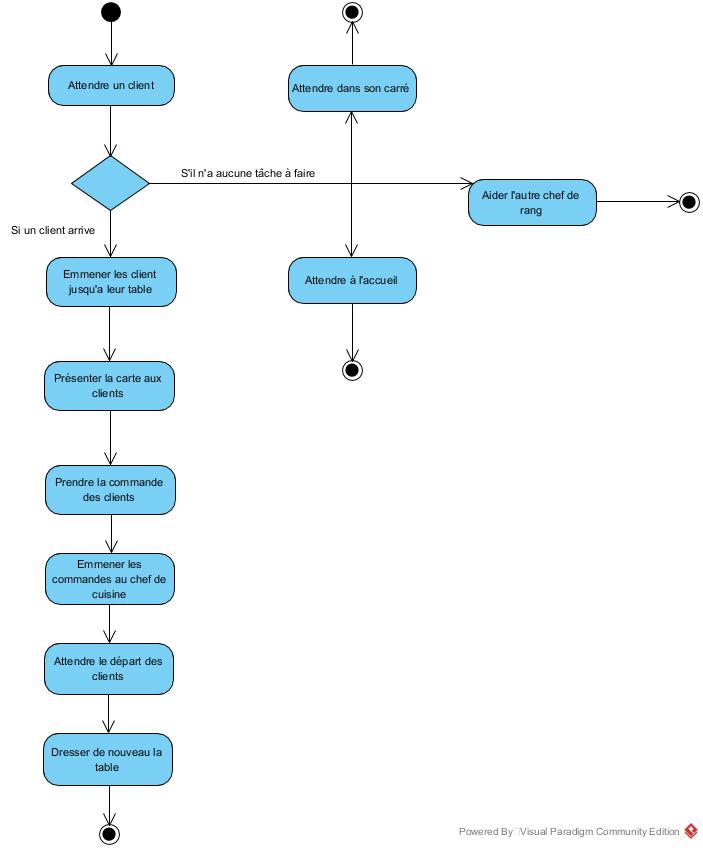 Attendre un client
Attendre dans son carré
S'il n'a aucune tâche à faire
Aider l'autre chef de
rang
Si un client arrive
Emmener les client
jusqu'a leur table
Attendre à l'accueil
Présenter la carte aux
clients
Prendre la commande
des clients
Emmener les
commandes au chef de
cuisine
Attendre le départ des
clients
Dresser de nouveau la
table
Powered By Visual Paradigm Community Edition